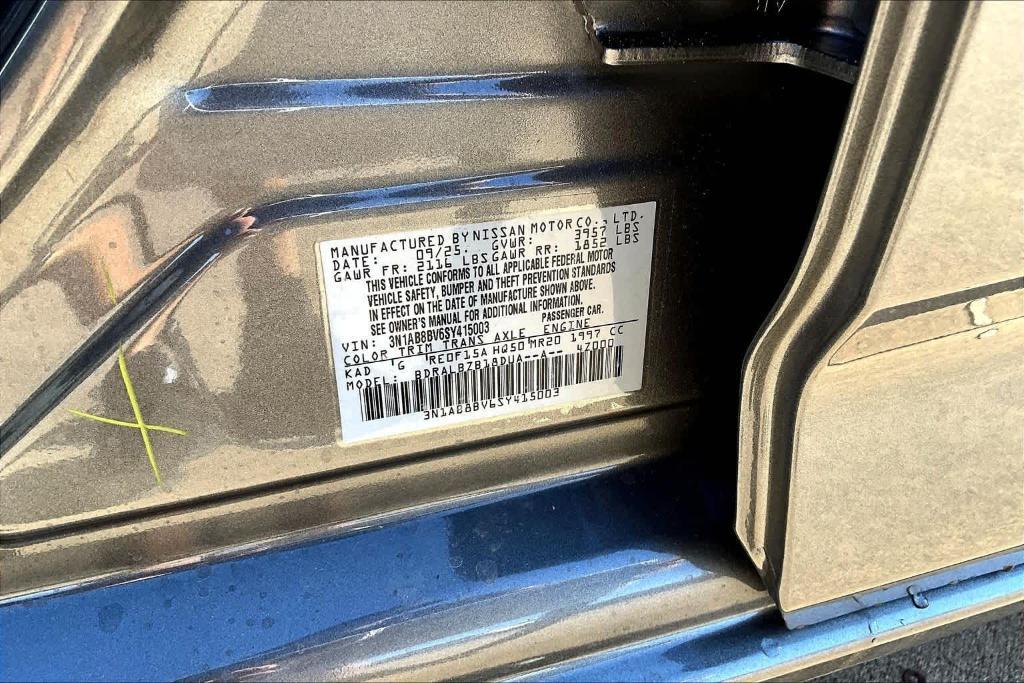 MANUFACTURED BY NISSAN MOTOR CO., LTD.
DATE: 09/25. GVWR: 3957 LBS
GAWR FR: 2116 LBS GAWR RR: 1852 LBS
THIS VEHICLE CONFORMS TO ALL APPLICABLE FEDERAL MOTOR
VEHICLE SAFETY, BUMPER AND THEFT PREVENTION STANDARDS
IN EFFECT ON THE DATE OF MANUFACTURE SHOWN ABOVE.
SEE OWNER'S MANUAL FOR ADDITIONAL INFORMATION.
VIN: 3N1AB8BV6SY415003 PASSENGER CAR.
COLOR TRIM TRANS AXLE ENGINE
KAD 'G 'RE0F15A HQ50'MR20 1997 CC
MODEL: BDRALBZB18DUA--A-- 4Z000
3N1AB8BV6SY415003